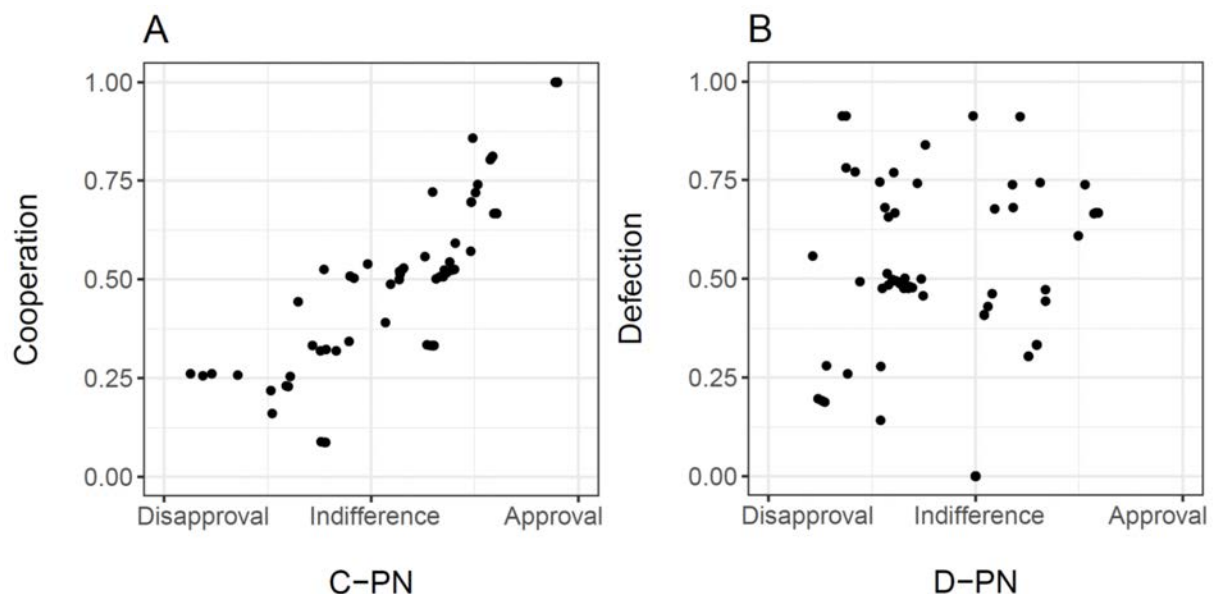 A
Cooperation
1.00
0.75
0.50
0.25
0.00
Disapproval Indifference Approval
C−PN
B
Defection
1.00
0.75
0.50
0.25
0.00
Disapproval Indifference Approval
D−PN